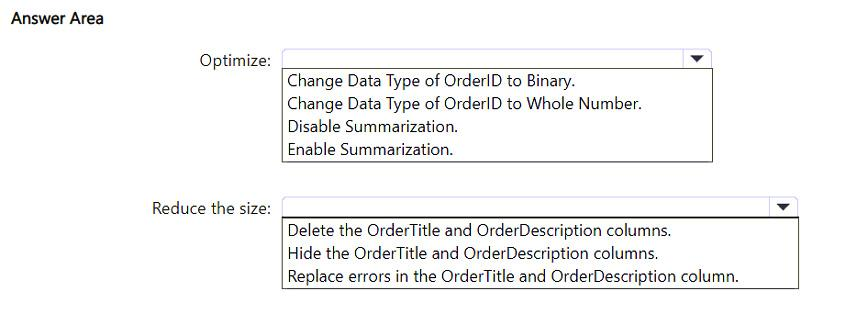 Answer Area
Optimize:
Change Data Type of OrderID to Binary.
Change Data Type of OrderID to Whole Number.
Disable Summarization.
Enable Summarization.
Reduce the size:
Delete the OrderTitle and OrderDescription columns.
Hide the OrderTitle and OrderDescription columns.
Replace errors in the OrderTitle and OrderDescription column.